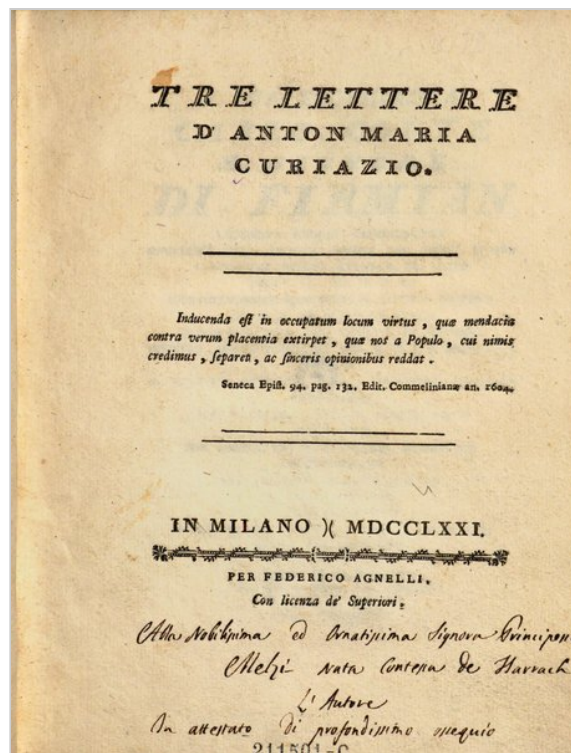 TRE LETTERE
D' ANTON MARIA
CURIAZIO.
Inducenda eſt in occupatum locum virtus , quæ mendacia
contra verum placentia extirpet , quæ nos a Populo , cui nimis
credimus , ſeparet , ac ſinceris opinionibus reddat .
Seneca Epiſt. 94. pag. 132. Edit. Commelinianæ an. 1604.
IN MILANO )( MDCCLXXI.
PER FEDERICO AGNELLI.
Con licenza de' Superiori.
Alla Nobilissima ed Ornatissima Signora Principessa
Melzi nata Contessa de Harrach
L'Autore
In attestato di profondissimo ossequio
211501-C